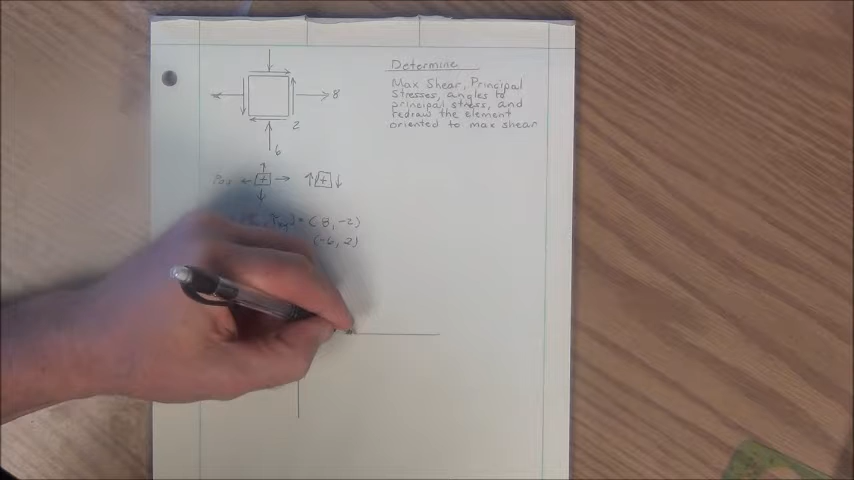 Determine
Max Shear, Principal
Stresses, angles to
principal stress, and
redraw the element
oriented to max shear
8
2
6
Pos + +
(8, -2)
(-6, 2)